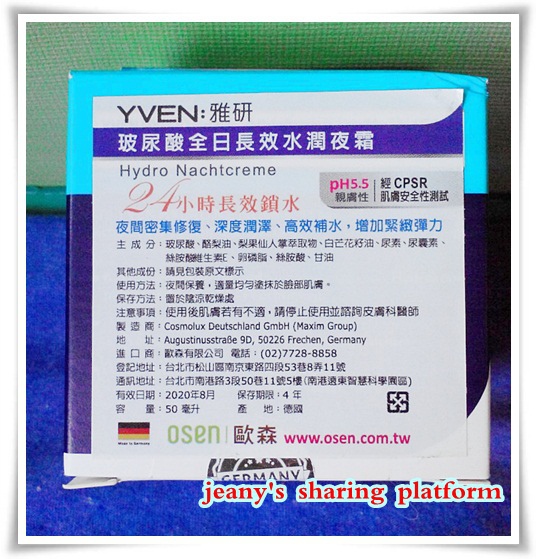 YVEN:雅研
玻尿酸全日長效水潤夜霜
Hydro Nachtcreme
24小時長效鎖水
pH5.5
親膚性
經 CPSR
肌膚安全性測試
夜間密集修復、深度潤澤、高效補水，增加緊緻彈力
主成分：玻尿酸、酪梨油、梨果仙人掌萃取物、白芒花籽油、尿素、尿囊素、
絲胺酸維生素E、卵磷脂、絲胺酸、甘油
其他成份：請見包裝原文標示
使用方法：夜間保養，適量均勻塗抹於臉部肌膚。
保存方法：置於陰涼乾燥處
注意事項：使用後肌膚若有不適，請停止使用並諮詢皮膚科醫師
製造商：Cosmolux Deutschland GmbH (Maxim Group)
地址：Augustinusstraße 9D, 50226 Frechen, Germany
進口商：歐森有限公司 電話：(02)7728-8858
登記地址：台北市松山區南京東路四段53巷8弄11號
通訊地址：台北市南港路3段50巷11號5樓(南港遠東智慧科學園區)
有效日期：2020年8月 保存期限：4年
容量：50毫升 產地：德國
Made in Germany
osen 歐森 www.osen.com.tw
GERMANY
jeany's sharing platform